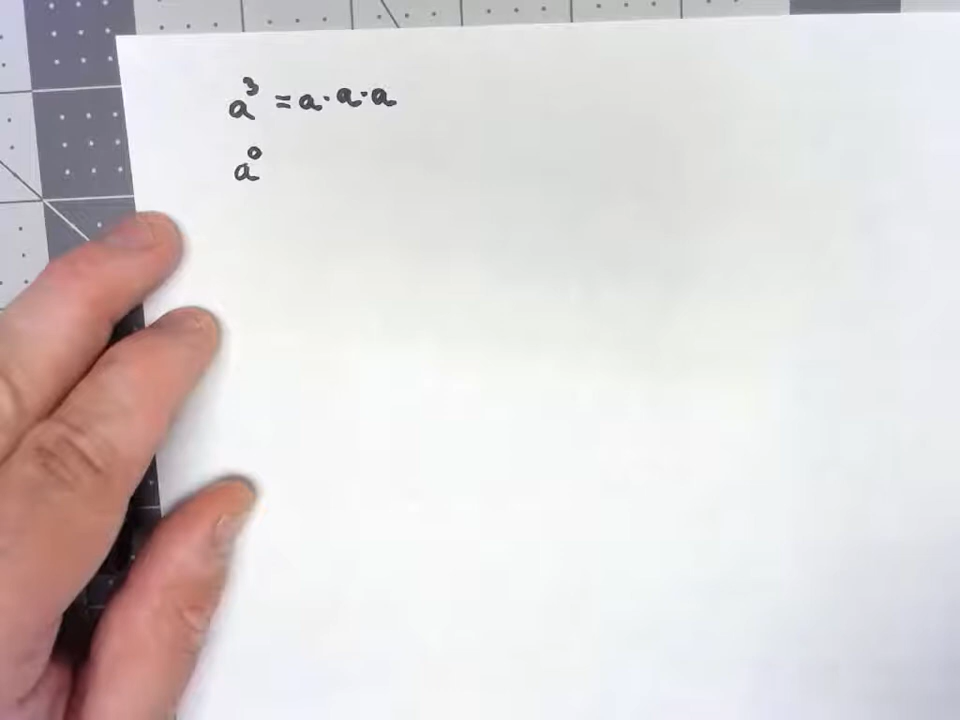 a³ = a · a · a
a⁰